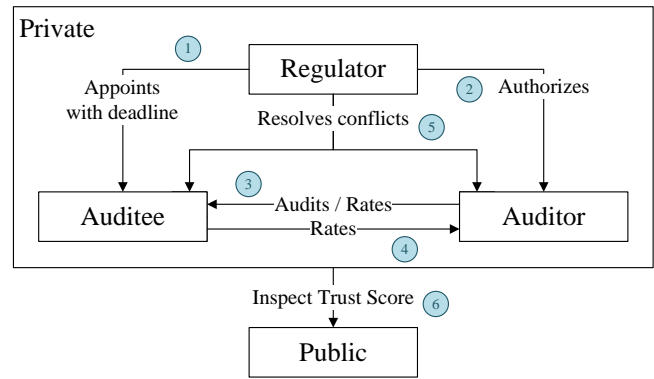 Private
1
Regulator
2
Appoints
with deadline
Authorizes
Resolves conflicts
5
3
Auditee
Audits / Rates
Auditor
Rates
4
Inspect Trust Score
6
Public